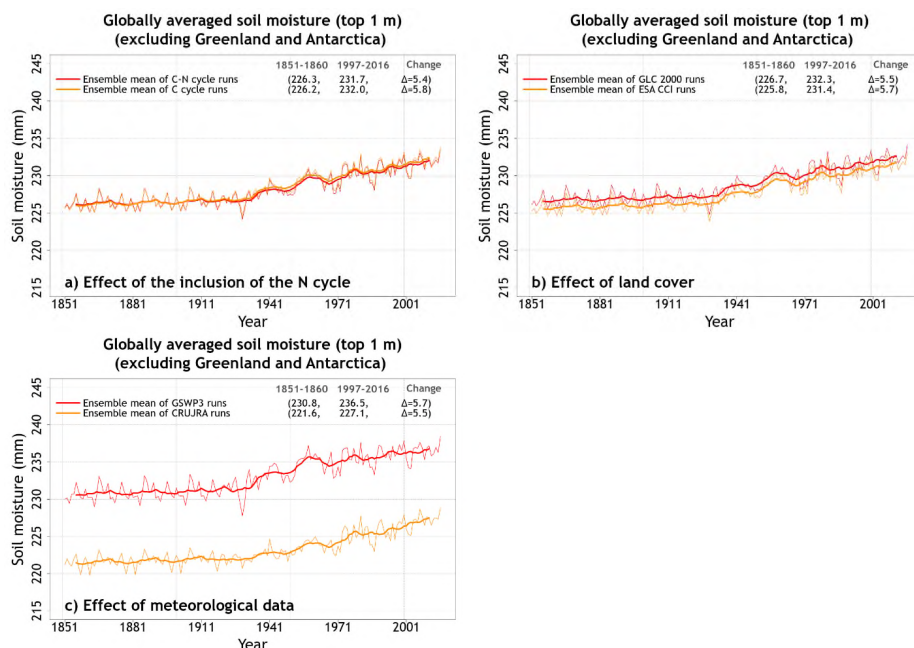 Globally averaged soil moisture (top 1 m)
(excluding Greenland and Antarctica)
1851-1860 1997-2016 Change
Ensemble mean of C-N cycle runs (226.3, 231.7, Δ=5.4)
Ensemble mean of C cycle runs (226.2, 232.0, Δ=5.8)
Soil moisture (mm)
245
240
235
230
225
220
215
a) Effect of the inclusion of the N cycle
1851 1881 1911 1941 1971 2001
Year
Globally averaged soil moisture (top 1 m)
(excluding Greenland and Antarctica)
1851-1860 1997-2016 Change
Ensemble mean of GLC 2000 runs (226.7, 232.3, Δ=5.5)
Ensemble mean of ESA CCI runs (225.8, 231.4, Δ=5.7)
Soil moisture (mm)
245
240
235
230
225
220
215
b) Effect of land cover
1851 1881 1911 1941 1971 2001
Year
Globally averaged soil moisture (top 1 m)
(excluding Greenland and Antarctica)
1851-1860 1997-2016 Change
Ensemble mean of GSWP3 runs (230.8, 236.5, Δ=5.7)
Ensemble mean of CRUJRA runs (221.6, 227.1, Δ=5.5)
Soil moisture (mm)
245
240
235
230
225
220
215
c) Effect of meteorological data
1851 1881 1911 1941 1971 2001
Year